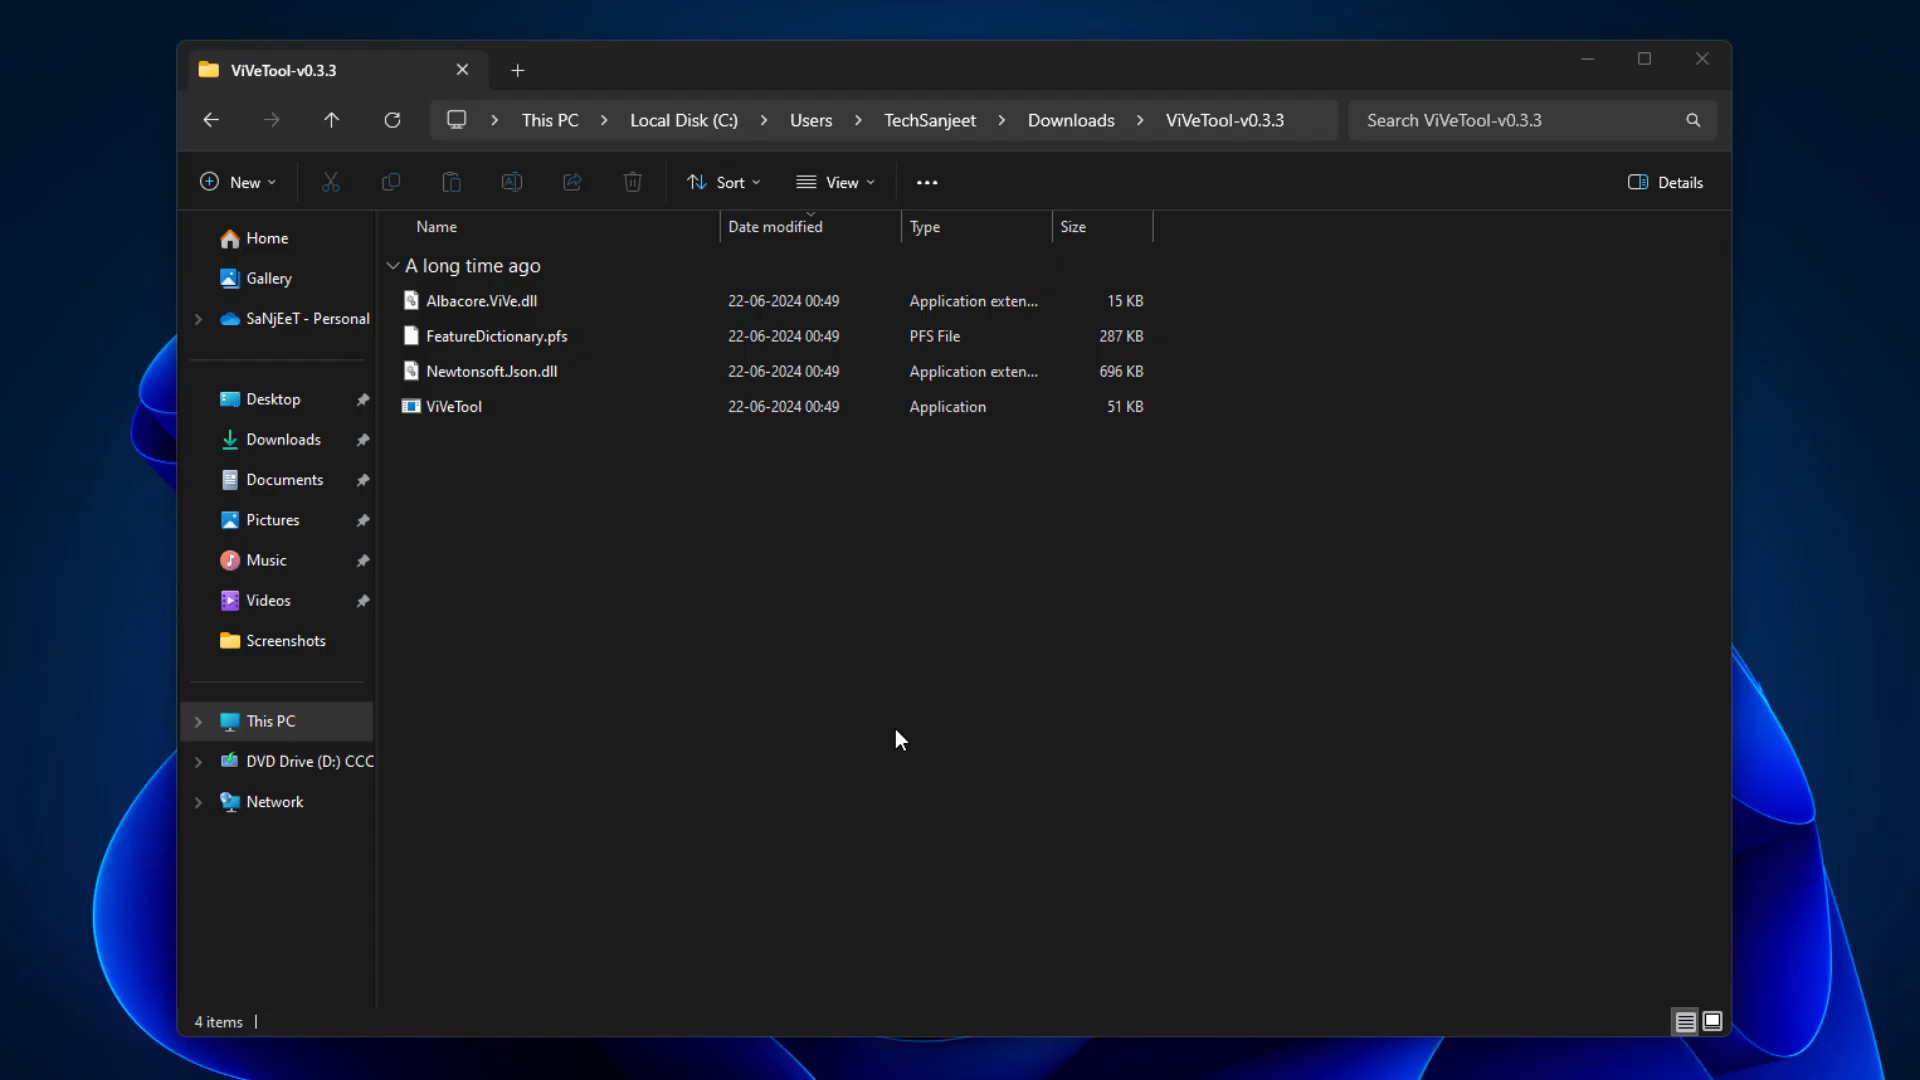 ViVeTool-v0.3.3
This PC > Local Disk (C:) > Users > TechSanjeet > Downloads > ViVeTool-v0.3.3
Search ViVeTool-v0.3.3
New
Sort
View
Details
Name Date modified Type Size
A long time ago
Albacore.ViVe.dll 22-06-2024 00:49 Application exten... 15 KB
FeatureDictionary.pfs 22-06-2024 00:49 PFS File 287 KB
Newtonsoft.Json.dll 22-06-2024 00:49 Application exten... 696 KB
ViVeTool 22-06-2024 00:49 Application 51 KB
Home
Gallery
SaNjEeT - Personal
Desktop
Downloads
Documents
Pictures
Music
Videos
Screenshots
This PC
DVD Drive (D:) CCC
Network
4 items